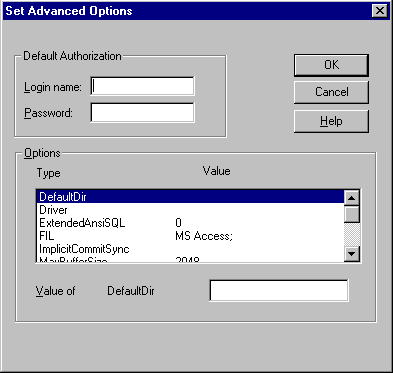 Set Advanced Options
Default Authorization
Login name:
Password:
OK
Cancel
Help
Options
Type Value
DefaultDir
Driver
ExtendedAnsiSQL 0
FIL MS Access;
ImplicitCommitSync
MaxBufferSize 2048
Value of DefaultDir